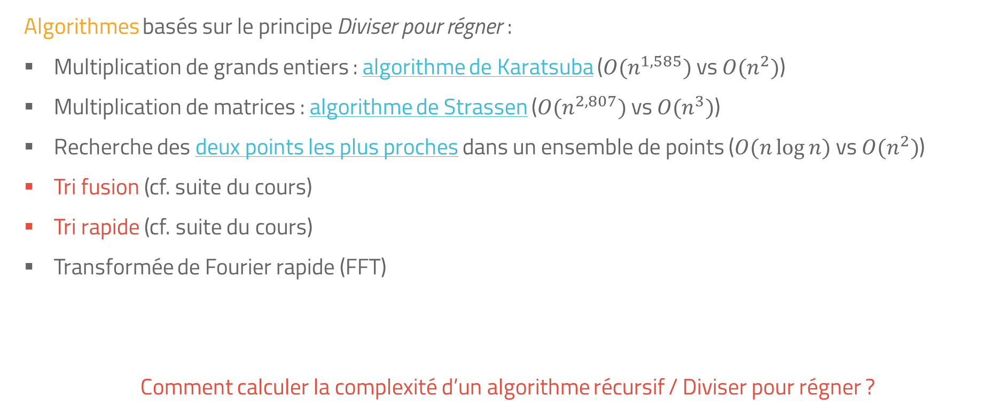 Algorithmes basés sur le principe Diviser pour régner :
▪ Multiplication de grands entiers : algorithme de Karatsuba (𝑂(𝑛^1,585) vs 𝑂(𝑛^2))
▪ Multiplication de matrices : algorithme de Strassen (𝑂(𝑛^2,807) vs 𝑂(𝑛^3))
▪ Recherche des deux points les plus proches dans un ensemble de points (𝑂(𝑛 log 𝑛) vs 𝑂(𝑛^2))
▪ Tri fusion (cf. suite du cours)
▪ Tri rapide (cf. suite du cours)
▪ Transformée de Fourier rapide (FFT)
Comment calculer la complexité d’un algorithme récursif / Diviser pour régner ?